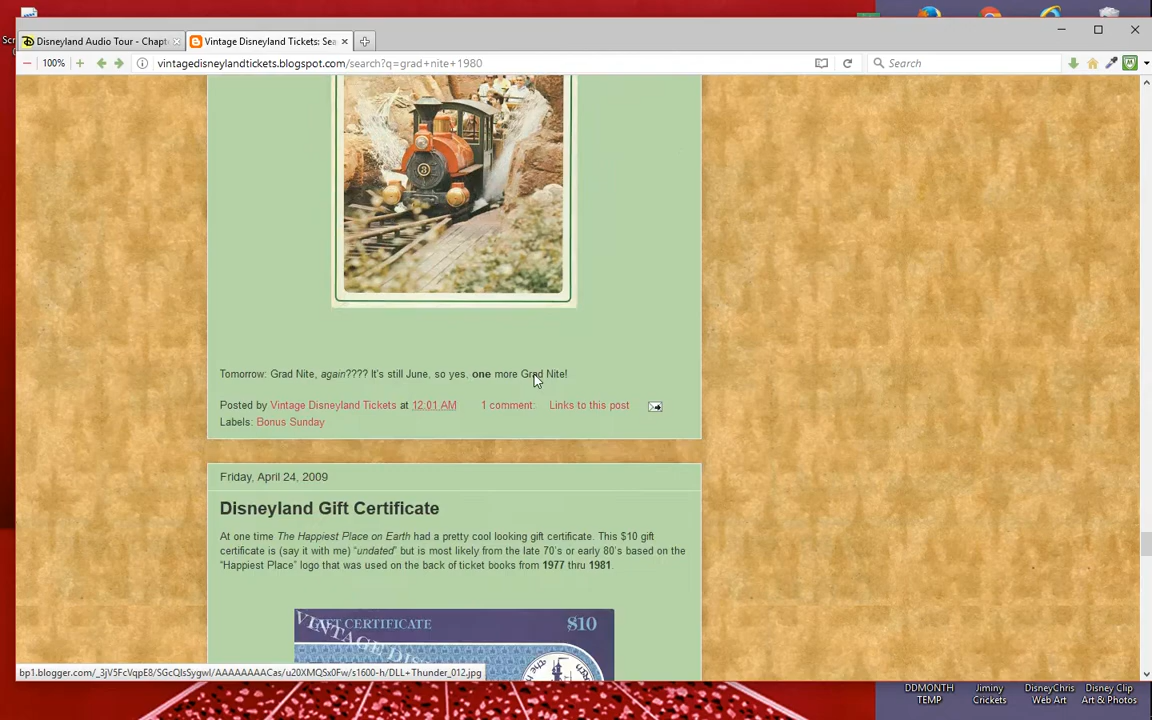 Disneyland Audio Tour - Chapt
Vintage Disneyland Tickets: Sea
100%
vintagedisneylandtickets.blogspot.com/search?q=grad+nite+1980
Search
3
Tomorrow: Grad Nite, again???? It's still June, so yes, one more Grad Nite!
Posted by Vintage Disneyland Tickets at 12:01 AM 1 comment: Links to this post
Labels: Bonus Sunday
Friday, April 24, 2009
Disneyland Gift Certificate
At one time The Happiest Place on Earth had a pretty cool looking gift certificate. This $10 gift
certificate is (say it with me) "undated" but is most likely from the late 70's or early 80's based on the
"Happiest Place" logo that was used on the back of ticket books from 1977 thru 1981.
CERTIFICATE $10
VINTAGE
bp1.blogger.com/_3jV5FcVqpE8/SGcQIsSygwI/AAAAAAAACas/u20XMQSx0Fw/s1600-h/DLL+Thunder_012.jpg
DDMONTH TEMP
Jiminy Crickets
DisneyChris Web Art
Disney Clip Art & Photos